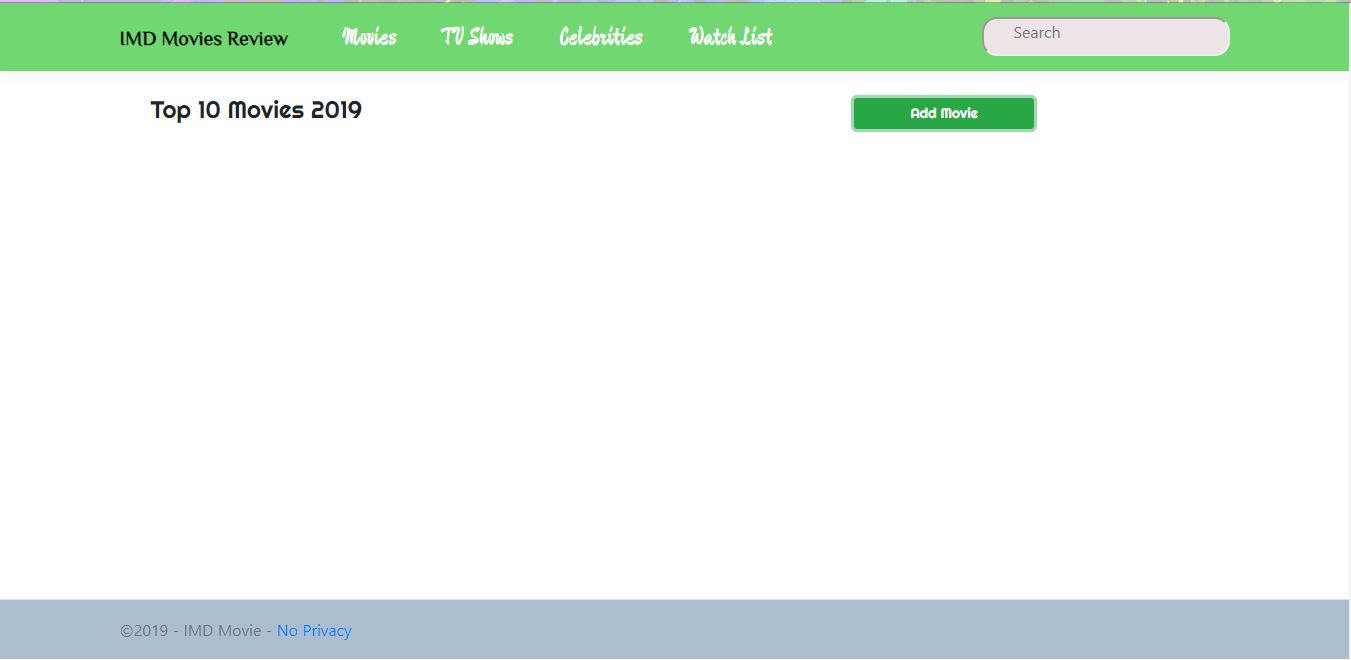 IMD Movies Review Movies TV Shows Celebrities Watch List Search
Top 10 Movies 2019 Add Movie
©2019 - IMD Movie - No Privacy